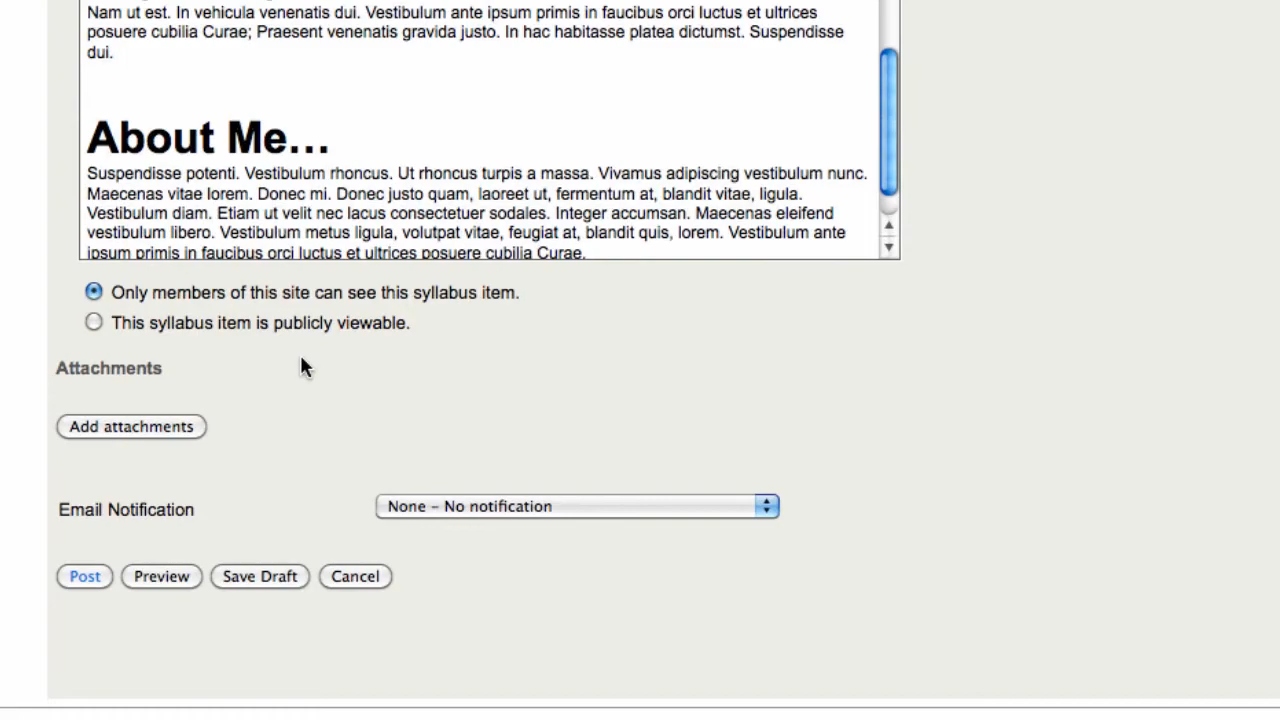 Nam ut est. In vehicula venenatis dui. Vestibulum ante ipsum primis in faucibus orci luctus et ultrices
posuere cubilia Curae; Praesent venenatis gravida justo. In hac habitasse platea dictumst. Suspendisse
dui.
About Me...
Suspendisse potenti. Vestibulum rhoncus. Ut rhoncus turpis a massa. Vivamus adipiscing vestibulum nunc.
Maecenas vitae lorem. Donec mi. Donec justo quam, laoreet ut, fermentum at, blandit vitae, ligula.
Vestibulum diam. Etiam ut velit nec lacus consectetuer sodales. Integer accumsan. Maecenas eleifend
vestibulum libero. Vestibulum metus ligula, volutpat vitae, feugiat at, blandit quis, lorem. Vestibulum ante
ipsum primis in faucibus orci luctus et ultrices posuere cubilia Curae.
Only members of this site can see this syllabus item.
This syllabus item is publicly viewable.
Attachments
Add attachments
Email Notification
None – No notification
Post
Preview
Save Draft
Cancel